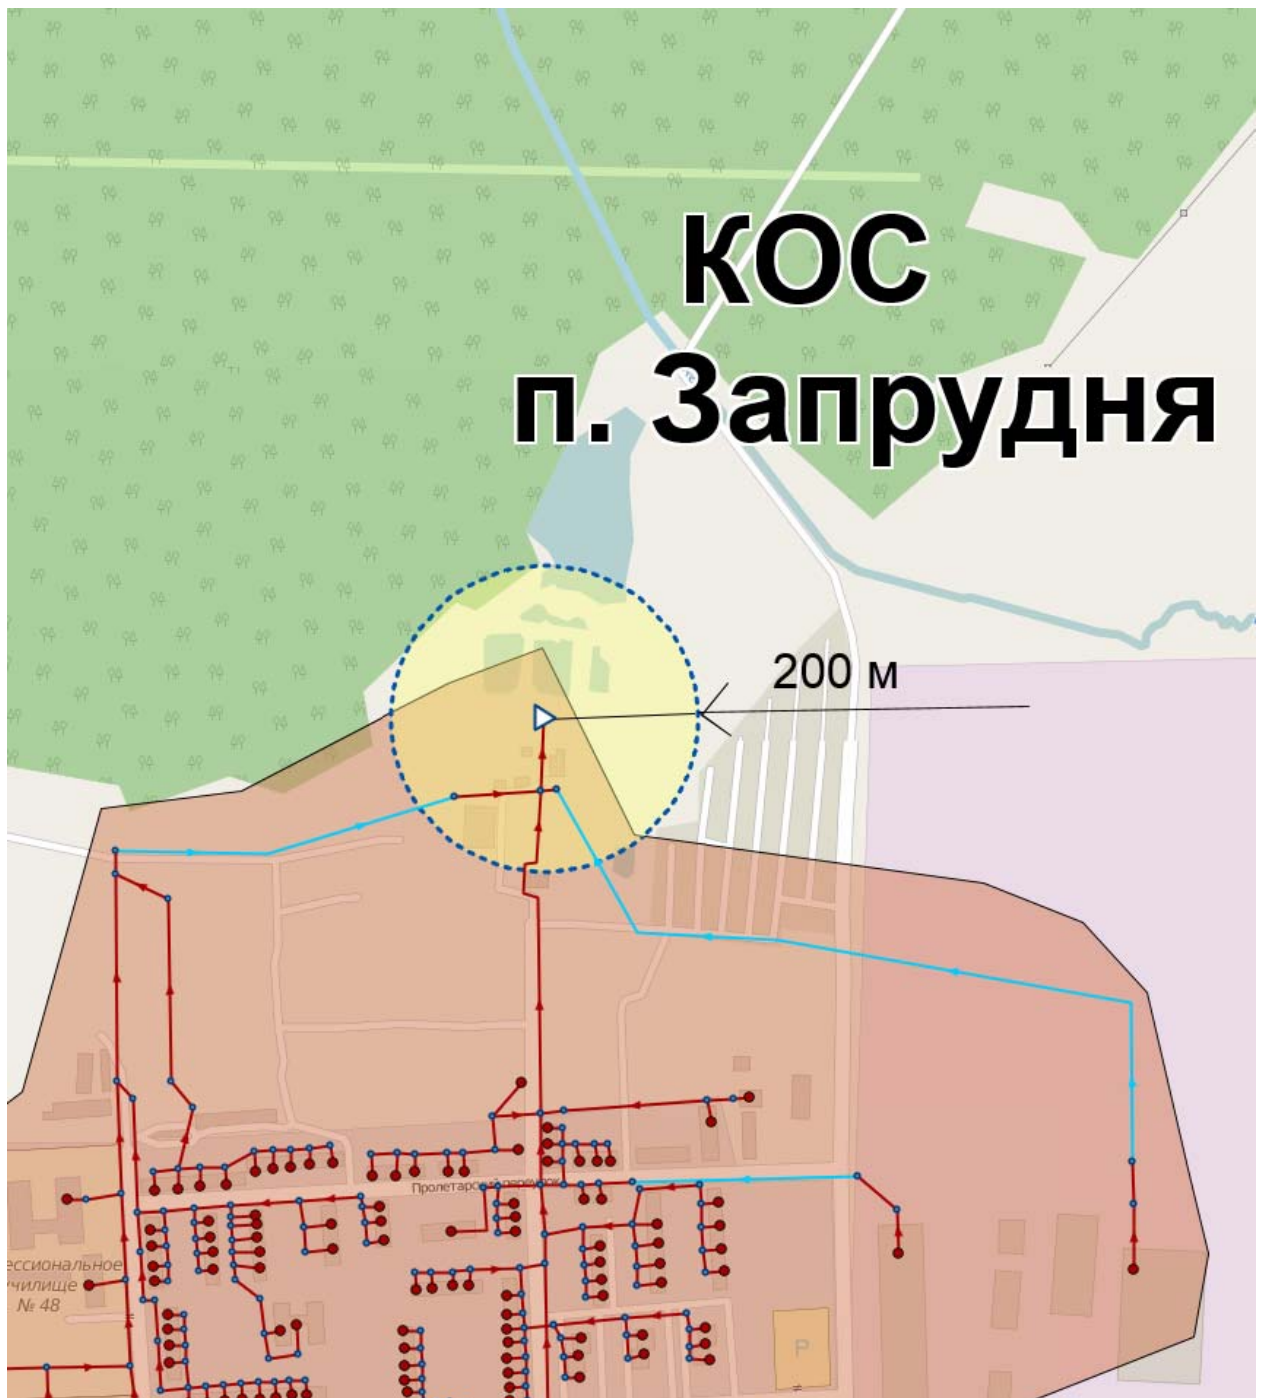 КОС
п. Запрудня
200 м
Пролетарский переулок
ессиональное
училище
№ 48
P